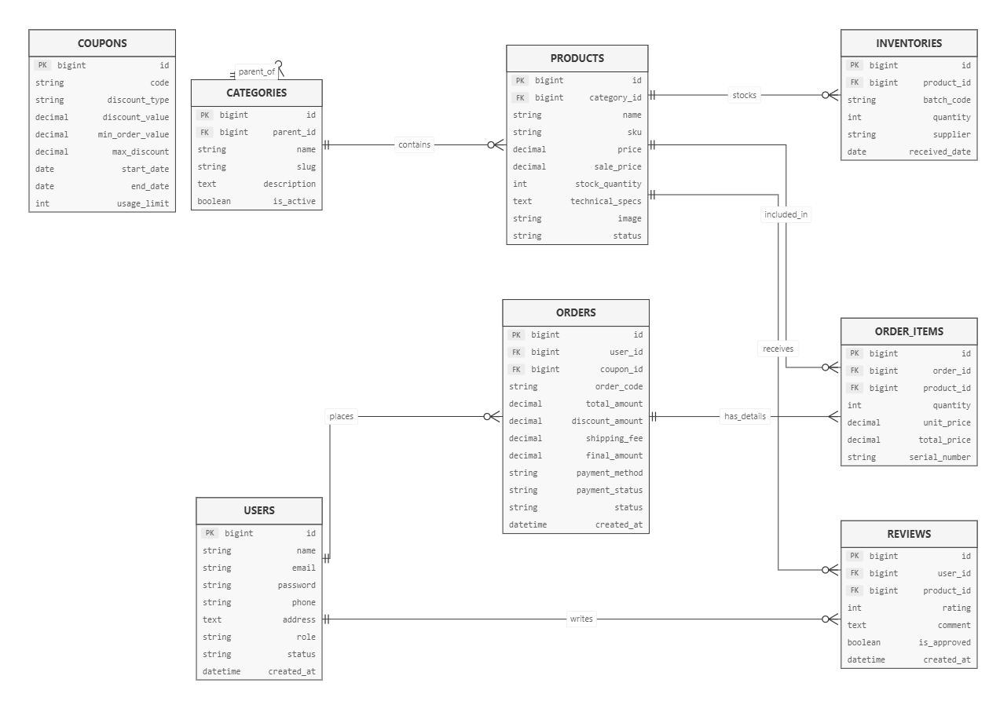 COUPONS
PK bigint id
string code
string discount_type
decimal discount_value
decimal min_order_value
decimal max_discount
date start_date
date end_date
int usage_limit
parent_of
CATEGORIES
PK bigint id
FK bigint parent_id
string name
string slug
text description
boolean is_active
contains
PRODUCTS
PK bigint id
FK bigint category_id
string name
string sku
decimal price
decimal sale_price
int stock_quantity
text technical_specs
string image
string status
stocks
INVENTORIES
PK bigint id
FK bigint product_id
string batch_code
int quantity
string supplier
date received_date
included_in
receives
ORDERS
PK bigint id
FK bigint user_id
FK bigint coupon_id
string order_code
decimal total_amount
decimal discount_amount
decimal shipping_fee
decimal final_amount
string payment_method
string payment_status
string status
datetime created_at
has_details
ORDER_ITEMS
PK bigint id
FK bigint order_id
FK bigint product_id
int quantity
decimal unit_price
decimal total_price
string serial_number
places
USERS
PK bigint id
string name
string email
string password
string phone
text address
string role
string status
datetime created_at
writes
REVIEWS
PK bigint id
FK bigint user_id
FK bigint product_id
int rating
text comment
boolean is_approved
datetime created_at